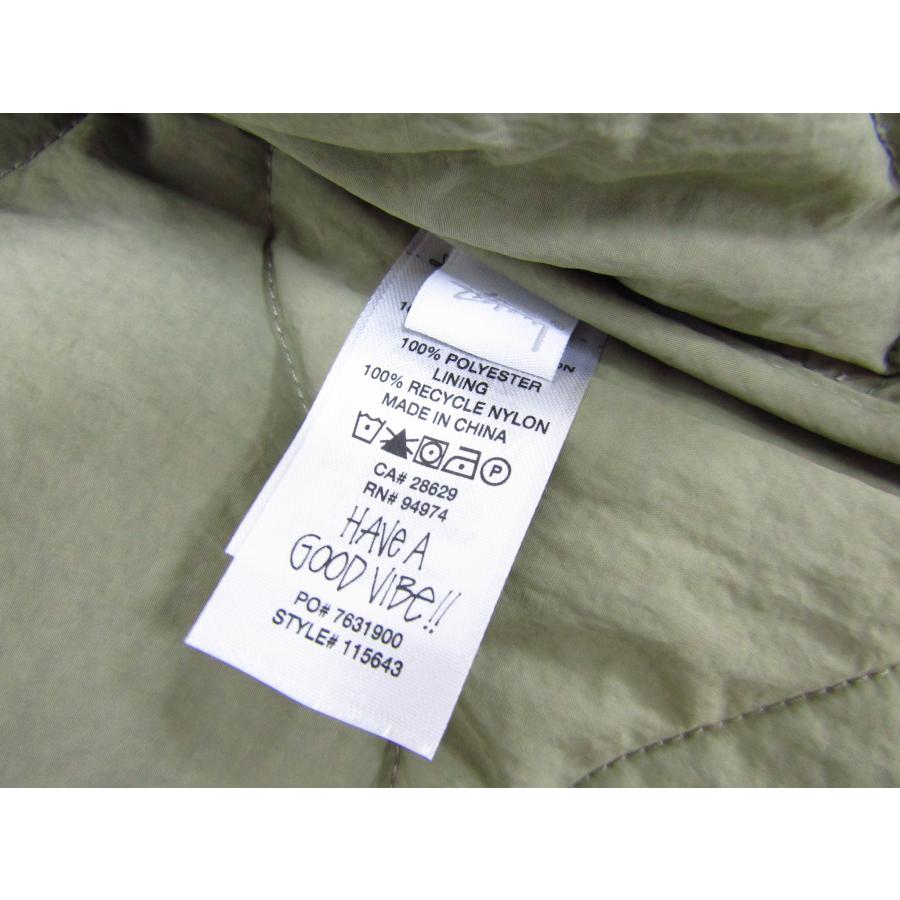 100% POLYESTER
LINING
100% RECYCLE NYLON
MADE IN CHINA
P
CA# 28629
RN# 94974
HAVE A
GOOD VIBE!!
PO# 7631900
STYLE# 115643